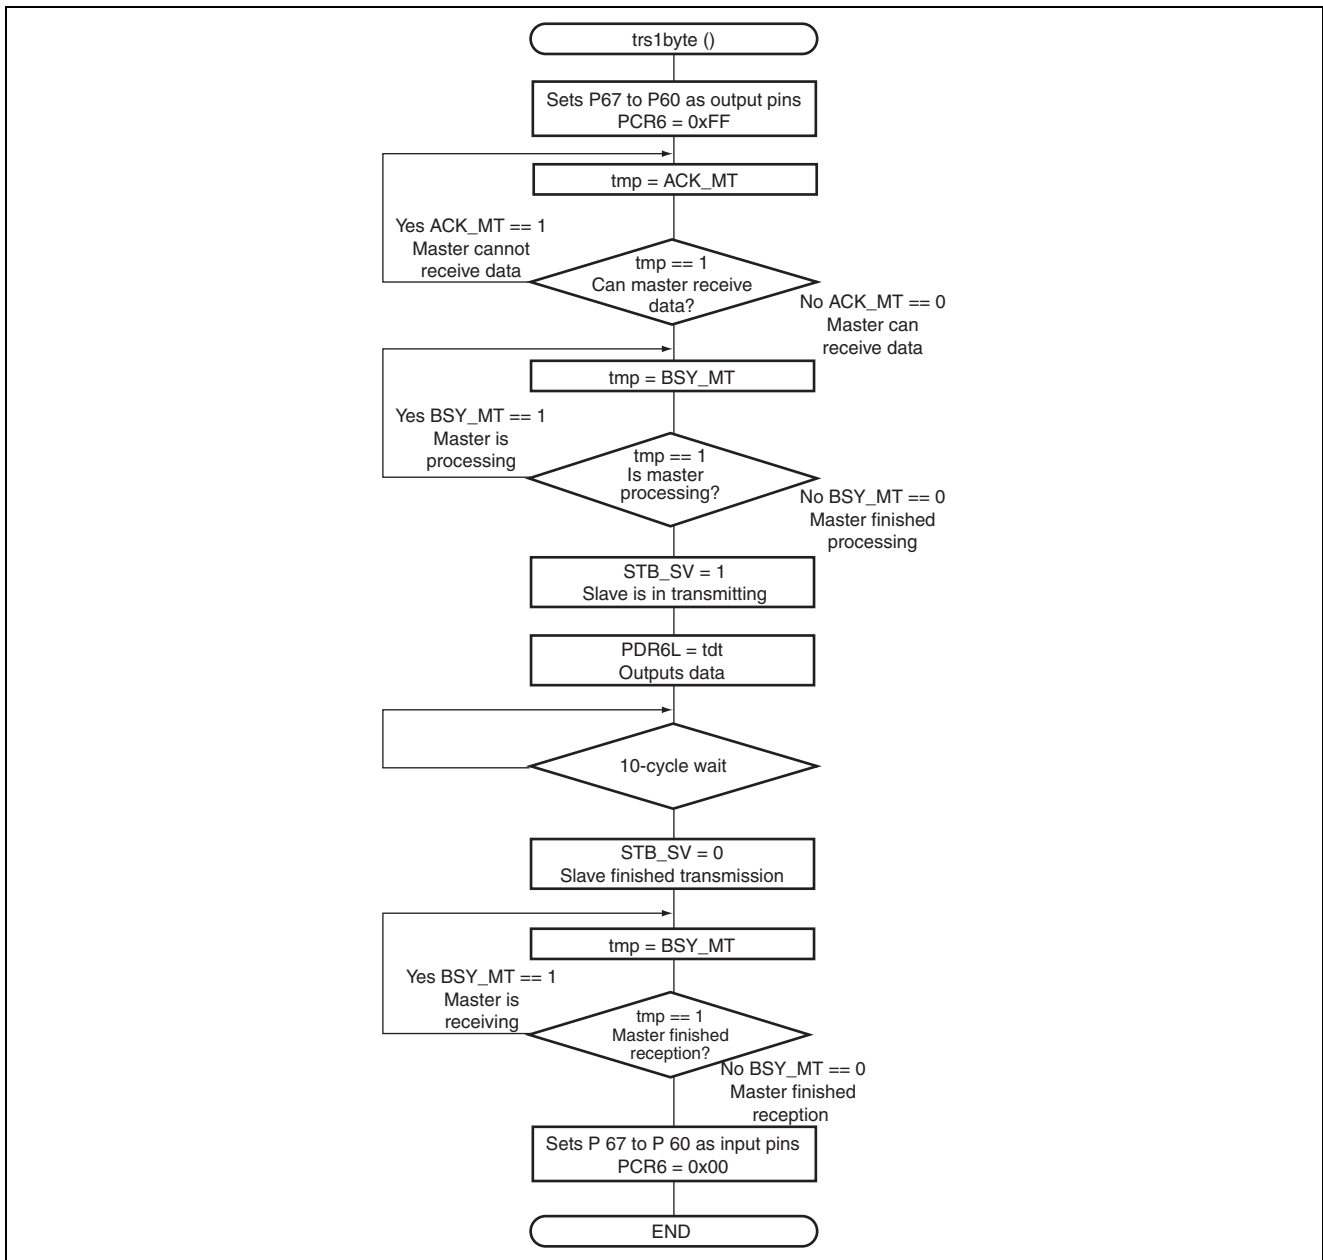 trs1byte ()
Sets P67 to P60 as output pins
PCR6 = 0xFF
tmp = ACK_MT
Yes ACK_MT == 1
Master cannot
receive data
tmp == 1
Can master receive
data?
No ACK_MT == 0
Master can
receive data
tmp = BSY_MT
Yes BSY_MT == 1
Master is
processing
tmp == 1
Is master
processing?
No BSY_MT == 0
Master finished
processing
STB_SV = 1
Slave is in transmitting
PDR6L = tdt
Outputs data
10-cycle wait
STB_SV = 0
Slave finished transmission
tmp = BSY_MT
Yes BSY_MT == 1
Master is
receiving
tmp == 1
Master finished
reception?
No BSY_MT == 0
Master finished
reception
Sets P 67 to P 60 as input pins
PCR6 = 0x00
END